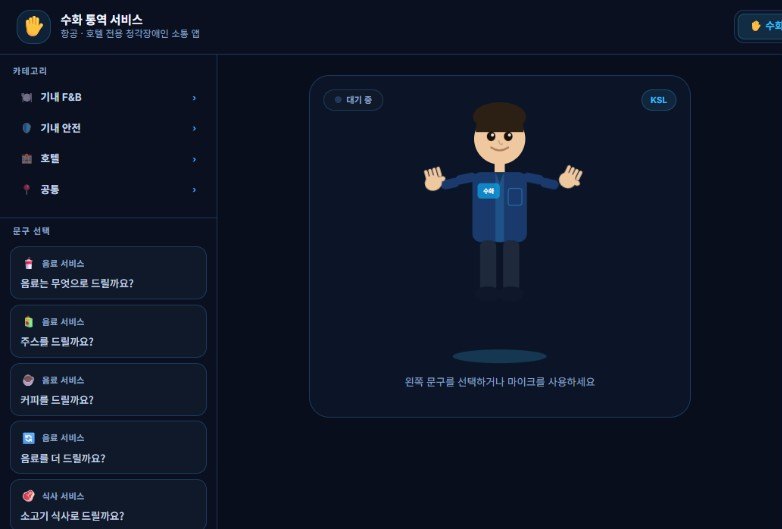 수화 통역 서비스
항공 · 호텔 전용 청각장애인 소통 앱
수화
카테고리
기내 F&B
기내 안전
호텔
공통
문구 선택
음료 서비스
음료는 무엇으로 드릴까요?
음료 서비스
주스를 드릴까요?
음료 서비스
커피를 드릴까요?
음료 서비스
음료를 더 드릴까요?
식사 서비스
소고기 식사로 드릴까요?
대기 중
KSL
수화
왼쪽 문구를 선택하거나 마이크를 사용하세요